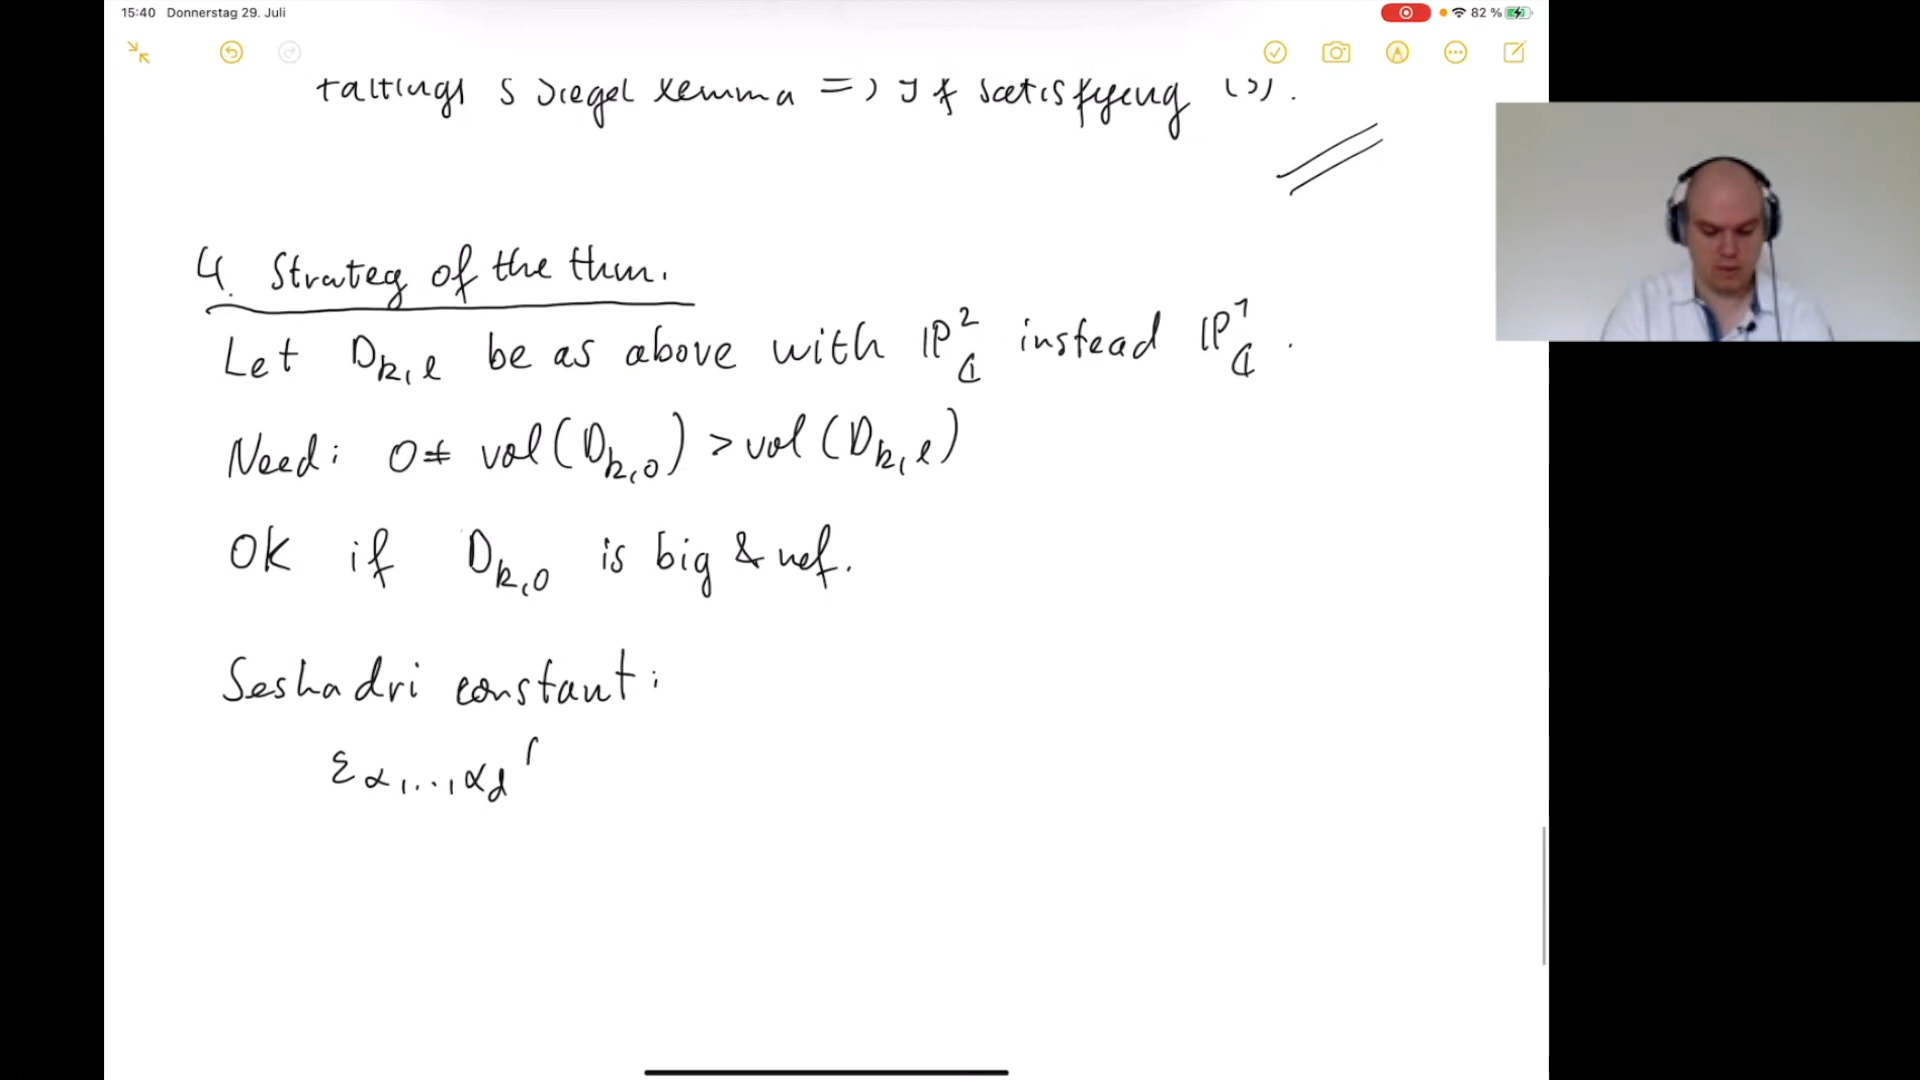 15:40 Donnerstag 29. Juli
82 %
Faltings's Siegel Lemma => ∃ f satisfying (3).
4. Strateg of the thm.
Let D_{k,l} be as above with ℙ²_ℂ instead ℙ¹_ℂ.
Need: 0 ≠ vol(D_{k,0}) > vol(D_{k,l})
OK if D_{k,0} is big & nef.
Seshadri constant:
ε_{α_1,...,α_d}(